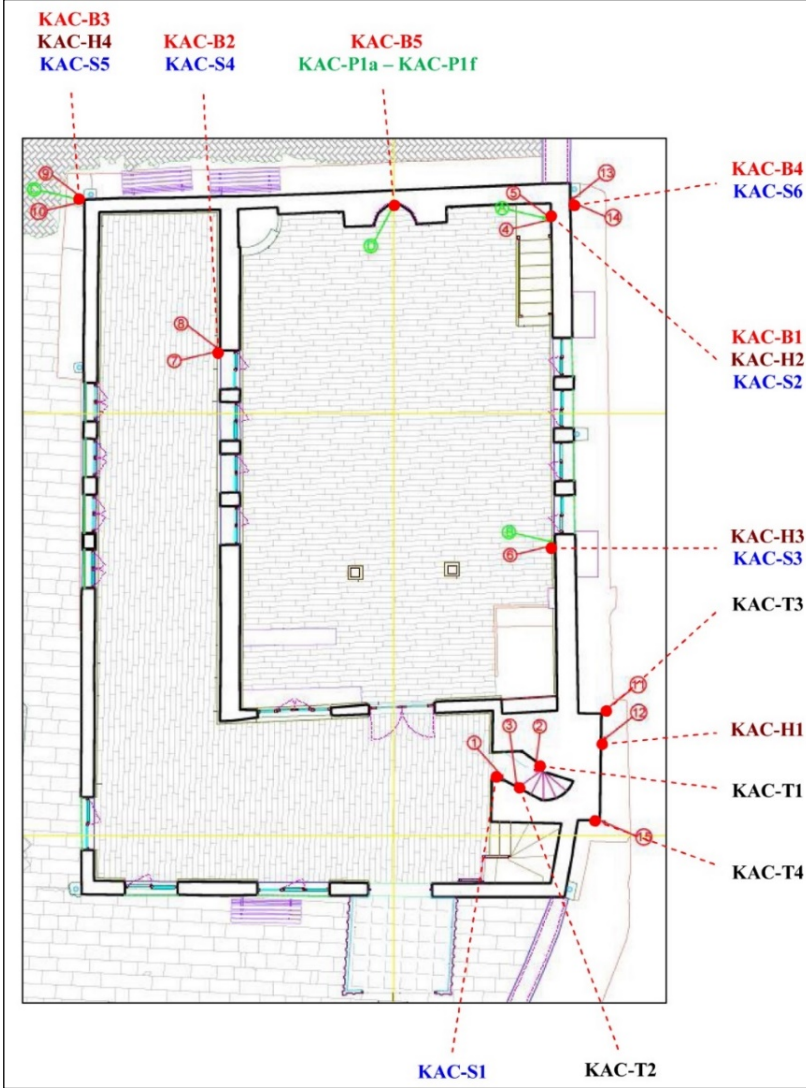 KAC-B3
KAC-H4
KAC-S5
KAC-B2
KAC-S4
KAC-B5
KAC-P1a – KAC-P1f
9
10
13
14
KAC-B4
KAC-S6
5
4
8
7
KAC-B1
KAC-H2
KAC-S2
6
KAC-H3
KAC-S3
KAC-T3
11
12
KAC-H1
1
3
2
KAC-T1
15
KAC-T4
KAC-S1
KAC-T2